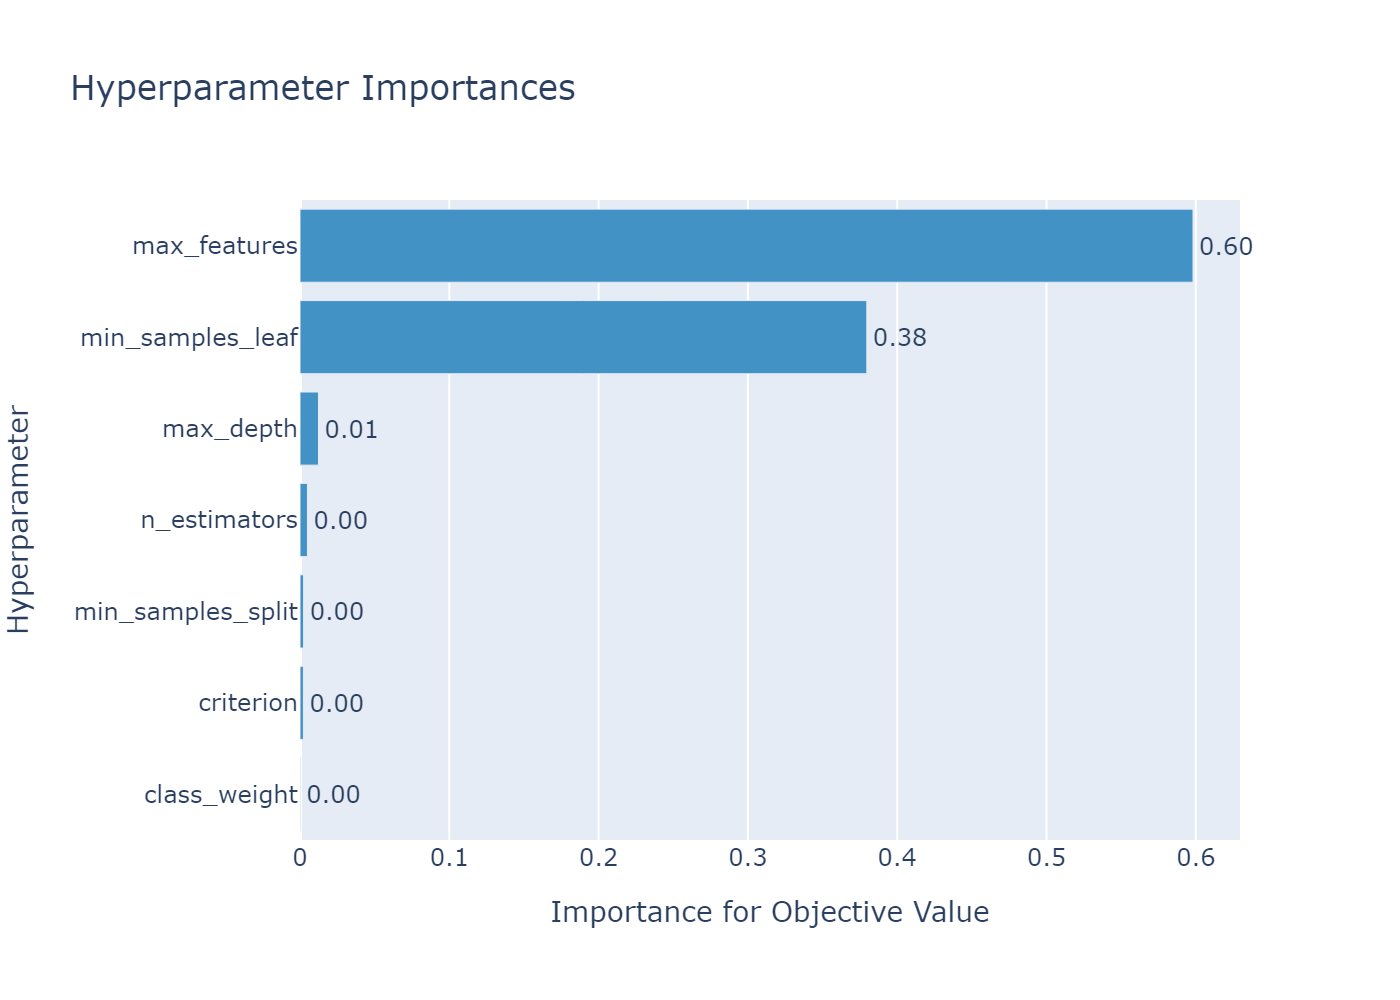 Hyperparameter Importances
max_features 0.60
min_samples_leaf 0.38
max_depth 0.01
n_estimators 0.00
min_samples_split 0.00
criterion 0.00
class_weight 0.00
0 0.1 0.2 0.3 0.4 0.5 0.6
Importance for Objective Value
Hyperparameter